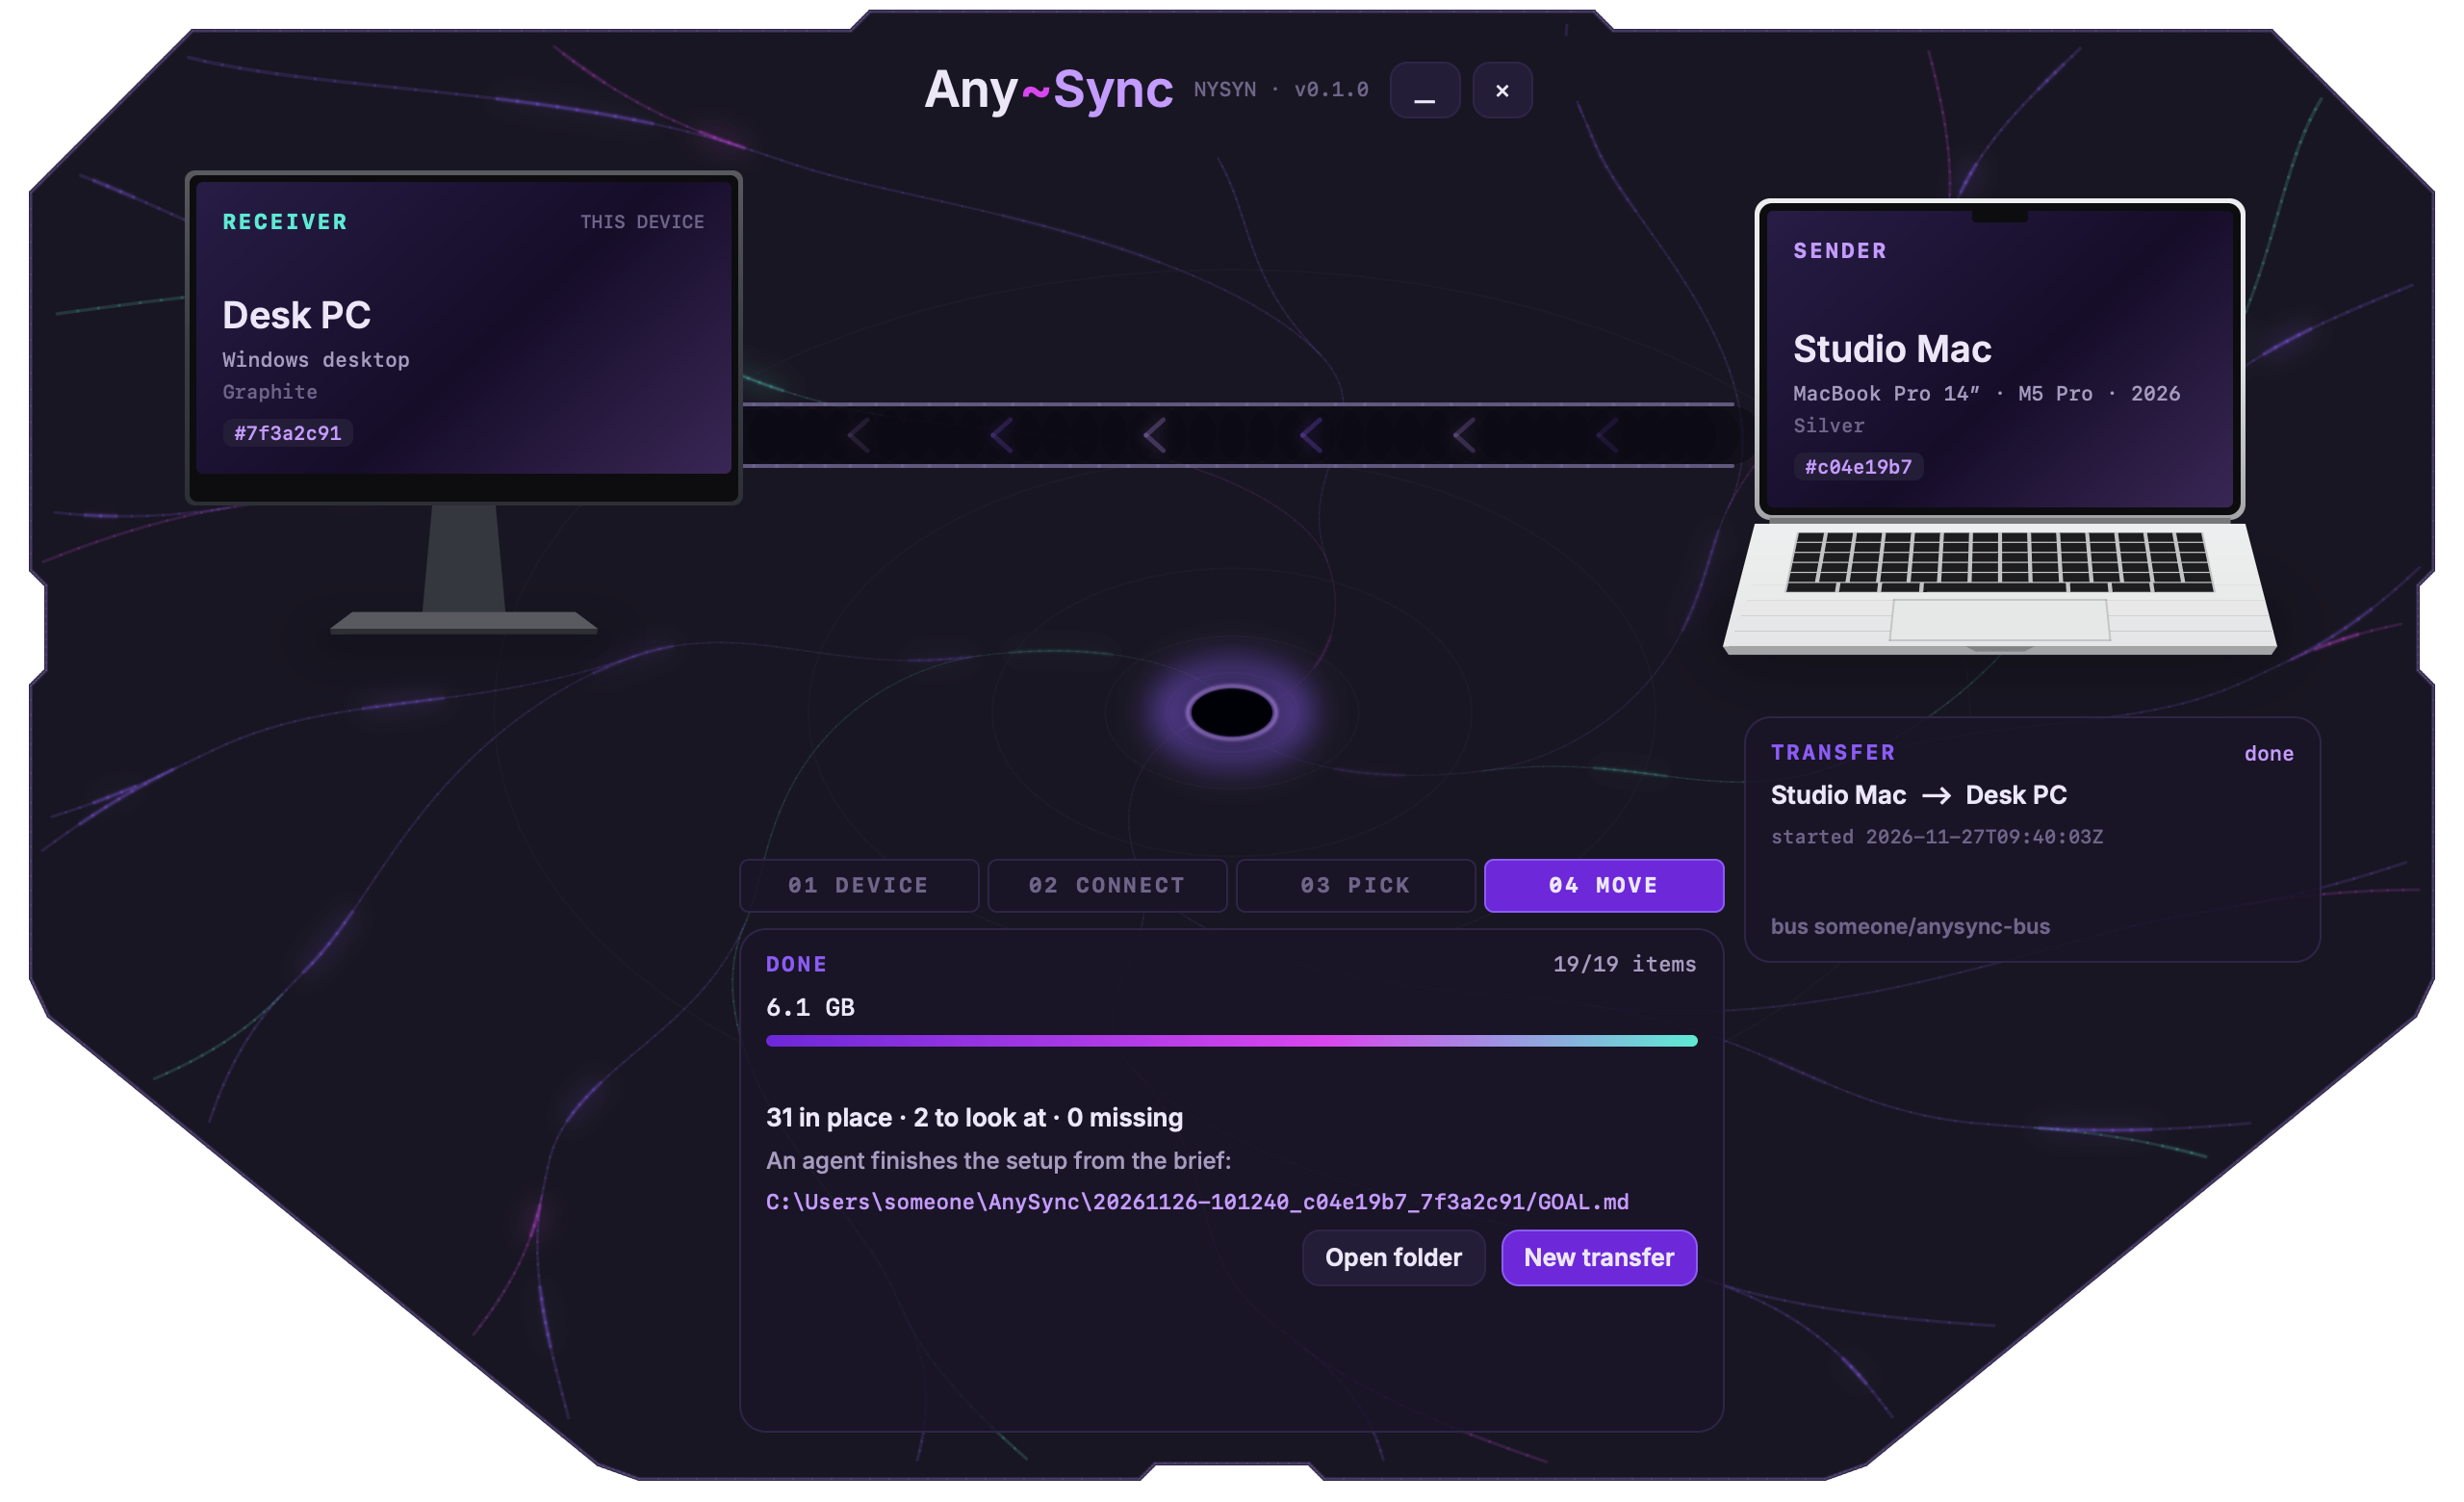 Any~Sync NYSYN · v0.1.0
RECEIVER THIS DEVICE
Desk PC
Windows desktop
Graphite
#7f3a2c91
SENDER
Studio Mac
MacBook Pro 14″ · M5 Pro · 2026
Silver
#c04e19b7
TRANSFER done
Studio Mac → Desk PC
started 2026-11-27T09:40:03Z
bus someone/anysync-bus
01 DEVICE 02 CONNECT 03 PICK 04 MOVE
DONE 19/19 items
6.1 GB
31 in place · 2 to look at · 0 missing
An agent finishes the setup from the brief:
C:\Users\someone\AnySync\20261126-101240_c04e19b7_7f3a2c91/GOAL.md
Open folder New transfer